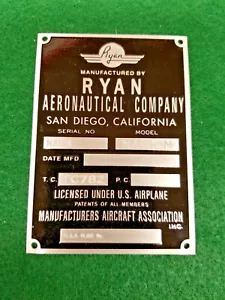 Ryan
MANUFACTURED BY
RYAN
AERONAUTICAL COMPANY
SAN DIEGO, CALIFORNIA
SERIAL NO MODEL
DATE MFD
T. C. P C
LICENSED UNDER U.S. AIRPLANE
PATENTS OF ALL MEMBERS
MANUFACTURERS AIRCRAFT ASSOCIATION
INC.